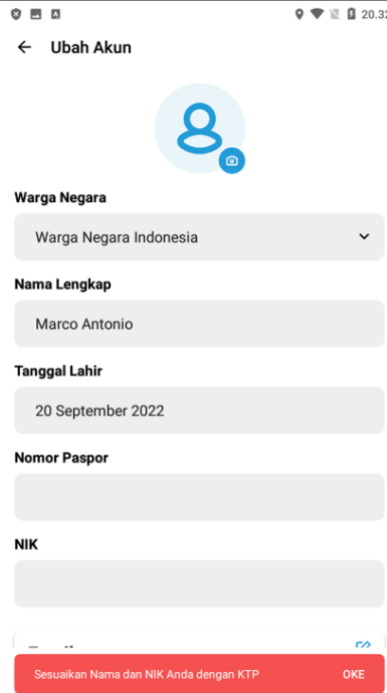 20.32
Ubah Akun
Warga Negara
Warga Negara Indonesia
Nama Lengkap
Marco Antonio
Tanggal Lahir
20 September 2022
Nomor Paspor
NIK
Sesuaikan Nama dan NIK Anda dengan KTP
OKE